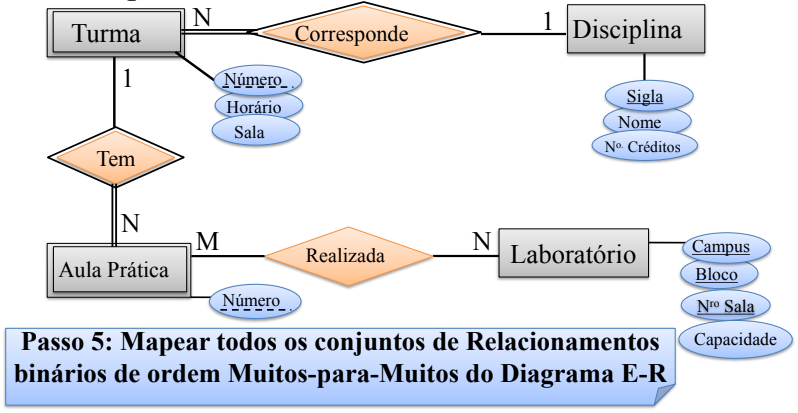 Turma
N
Corresponde
1
Disciplina
1
Número
Horário
Sala
Sigla
Nome
No. Créditos
Tem
N
M
Realizada
N
Laboratório
Aula Prática
Número
Campus
Bloco
Nro Sala
Capacidade
Passo 5: Mapear todos os conjuntos de Relacionamentos
binários de ordem Muitos-para-Muitos do Diagrama E-R